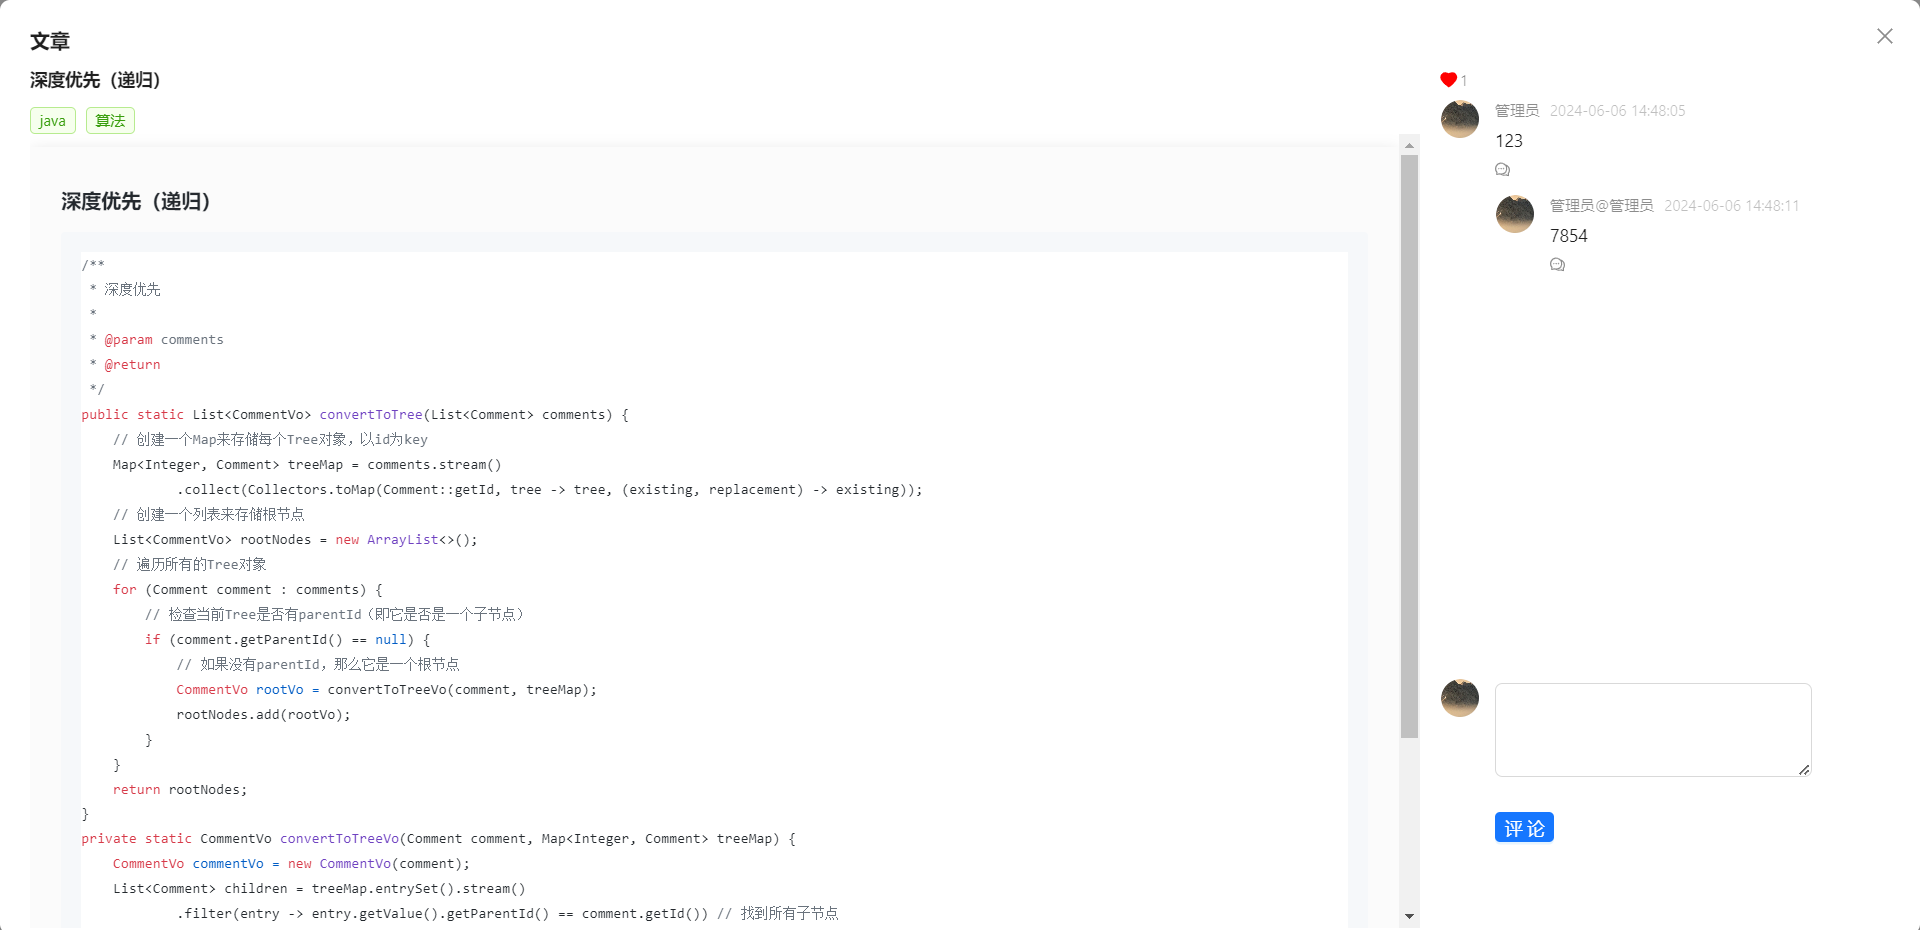 文章
深度优先（递归）
java 算法
深度优先（递归）
/**
 * 深度优先
 *
 * @param comments
 * @return
 */
public static List<CommentVo> convertToTree(List<Comment> comments) {
    // 创建一个Map来存储每个Tree对象，以id为key
    Map<Integer, Comment> treeMap = comments.stream()
            .collect(Collectors.toMap(Comment::getId, tree -> tree, (existing, replacement) -> existing));
    // 创建一个列表来存储根节点
    List<CommentVo> rootNodes = new ArrayList<>();
    // 遍历所有的Tree对象
    for (Comment comment : comments) {
        // 检查当前Tree是否有parentId（即它是否是一个子节点）
        if (comment.getParentId() == null) {
            // 如果没有parentId，那么它是一个根节点
            CommentVo rootVo = convertToTreeVo(comment, treeMap);
            rootNodes.add(rootVo);
        }
    }
    return rootNodes;
}
private static CommentVo convertToTreeVo(Comment comment, Map<Integer, Comment> treeMap) {
    CommentVo commentVo = new CommentVo(comment);
    List<Comment> children = treeMap.entrySet().stream()
            .filter(entry -> entry.getValue().getParentId() == comment.getId()) // 找到所有子节点
1
管理员 2024-06-06 14:48:05
123
管理员@管理员 2024-06-06 14:48:11
7854
评 论